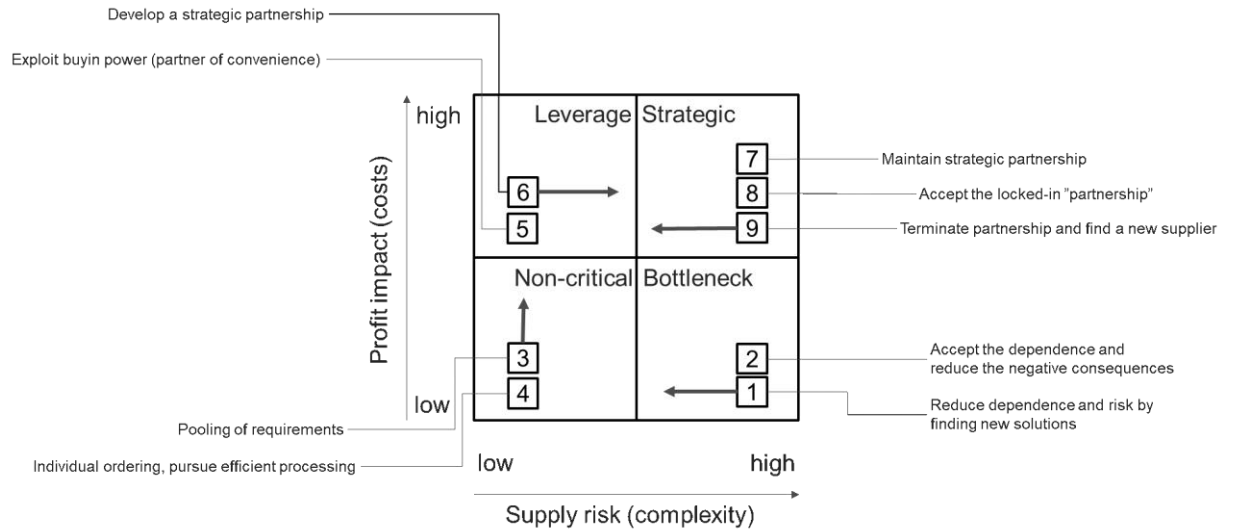 Develop a strategic partnership
Exploit buyin power (partner of convenience)
high
Leverage
Strategic
7
Maintain strategic partnership
6
8
Accept the locked-in ”partnership”
5
9
Terminate partnership and find a new supplier
Profit impact (costs)
Non-critical
Bottleneck
3
2
Accept the dependence and
reduce the negative consequences
4
1
Reduce dependence and risk by
finding new solutions
low
Pooling of requirements
Individual ordering, pursue efficient processing
low
high
Supply risk (complexity)